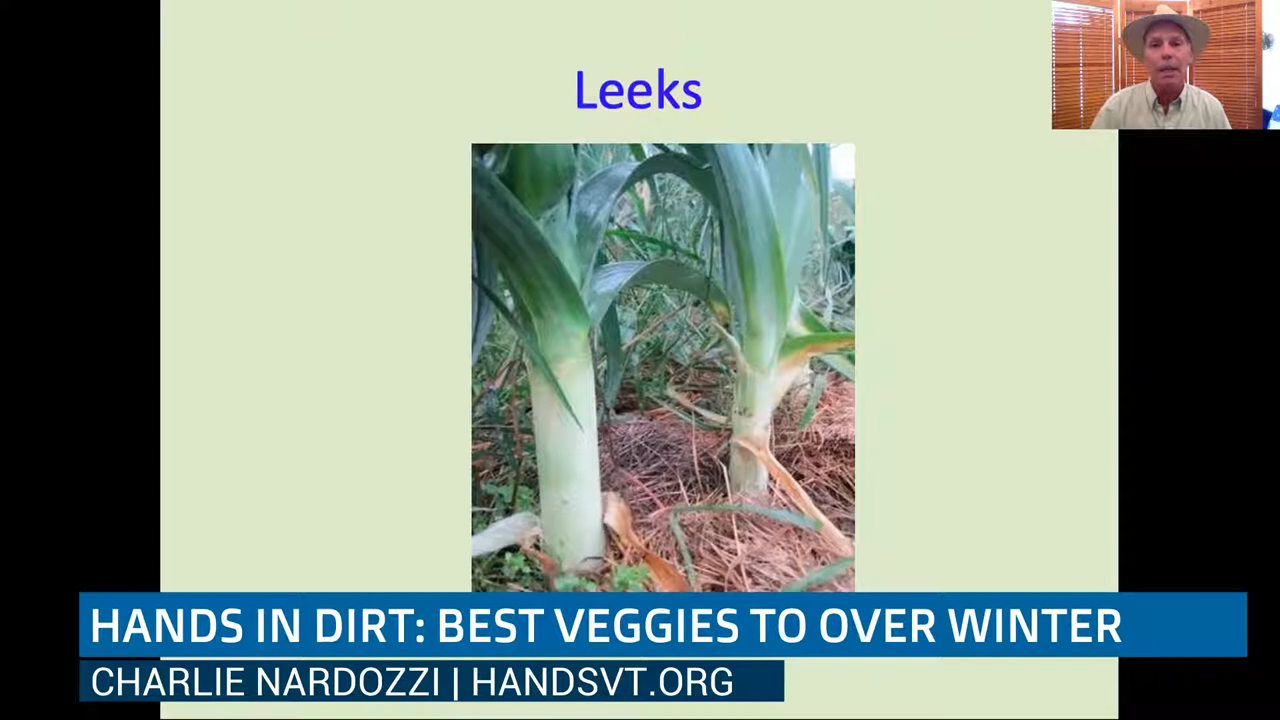 Leeks
HANDS IN DIRT: BEST VEGGIES TO OVER WINTER
CHARLIE NARDOZZI | HANDSVT.ORG